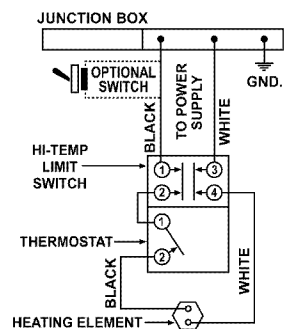 JUNCTION BOX
OPTIONAL
SWITCH
GND.
BLACK
TO POWER
SUPPLY
WHITE
HI-TEMP
LIMIT
SWITCH
1
3
2
4
THERMOSTAT
1
2
BLACK
WHITE
HEATING ELEMENT